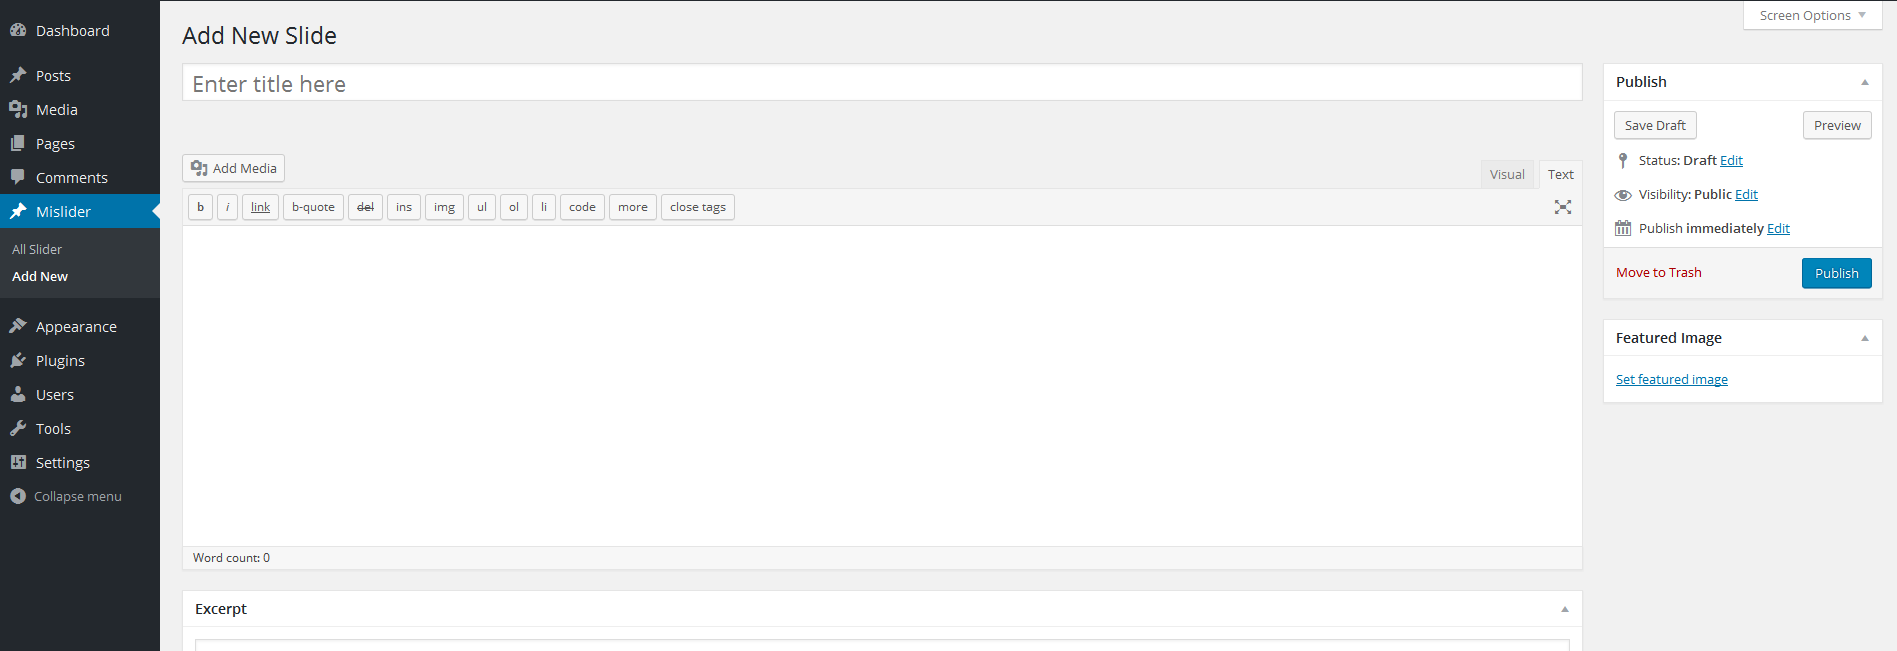 Dashboard
Posts
Media
Pages
Comments
Mislider
All Slider
Add New
Appearance
Plugins
Users
Tools
Settings
Collapse menu
Screen Options
Add New Slide
Enter title here
Add Media
Visual Text
b i link b-quote del ins img ul ol li code more close tags
Word count: 0
Excerpt
Publish
Save Draft Preview
Status: Draft Edit
Visibility: Public Edit
Publish immediately Edit
Move to Trash Publish
Featured Image
Set featured image